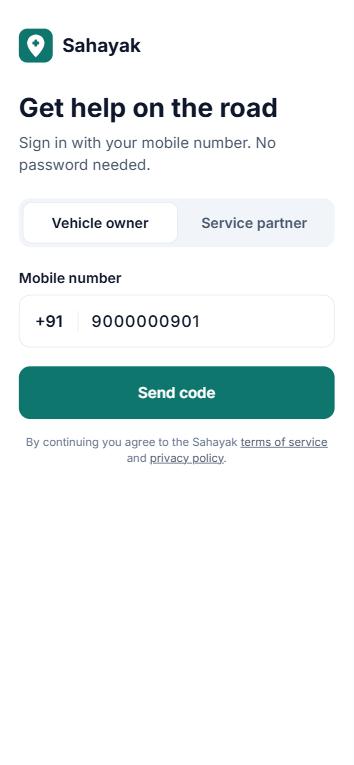 Sahayak
Get help on the road
Sign in with your mobile number. No
password needed.
Vehicle owner
Service partner
Mobile number
+91 9000000901
Send code
By continuing you agree to the Sahayak terms of service
and privacy policy.